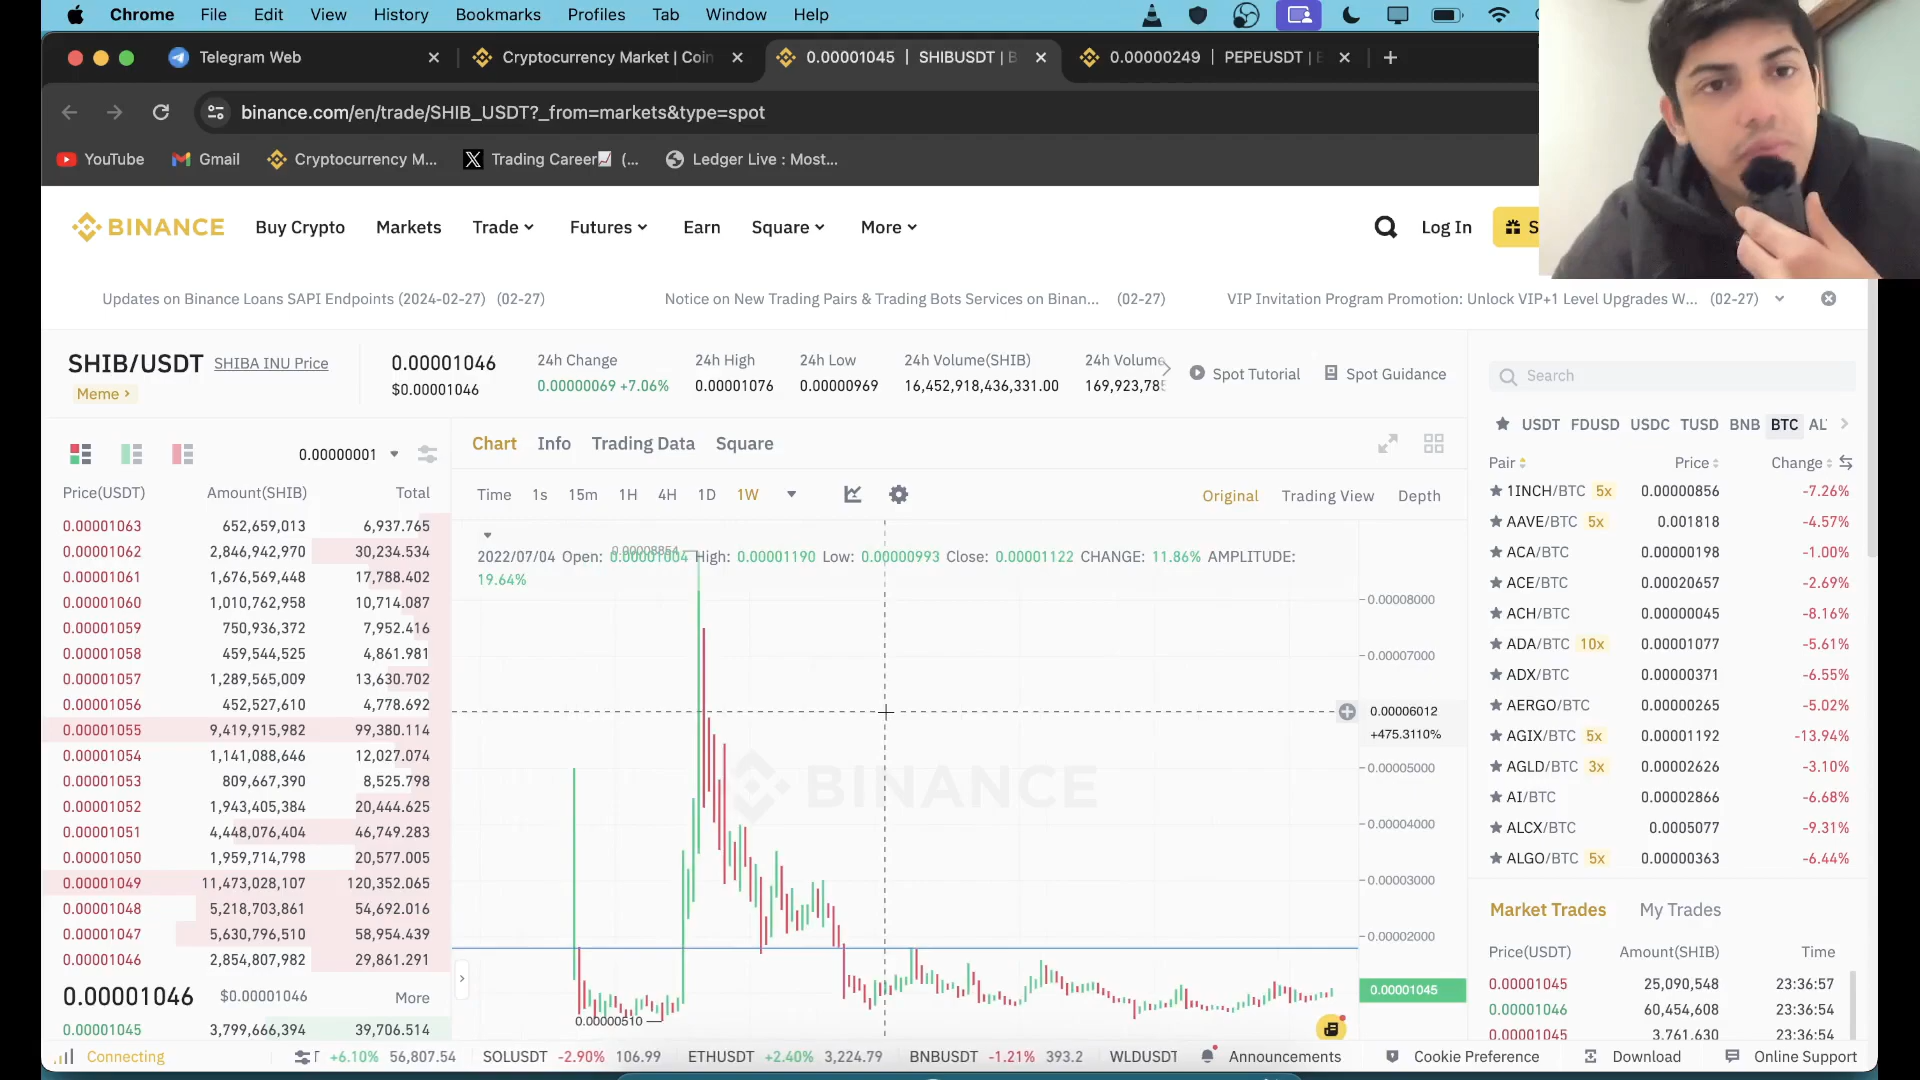 Chrome File Edit View History Bookmarks Profiles Tab Window Help
Telegram Web
Cryptocurrency Market | Coin
0.00001045 | SHIBUSDT | B
0.00000249 | PEPEUSDT | B
binance.com/en/trade/SHIB_USDT?_from=markets&type=spot
YouTube Gmail Cryptocurrency M... Trading Career📈 (... Ledger Live : Most...
BINANCE Buy Crypto Markets Trade Futures Earn Square More Log In S
Updates on Binance Loans SAPI Endpoints (2024-02-27) (02-27) Notice on New Trading Pairs & Trading Bots Services on Binan... (02-27) VIP Invitation Program Promotion: Unlock VIP+1 Level Upgrades W... (02-27)
SHIB/USDT SHIBA INU Price
Meme >
0.00001046
$0.00001046
24h Change
0.00000069 +7.06%
24h High
0.00001076
24h Low
0.00000969
24h Volume(SHIB)
16,452,918,436,331.00
24h Volume
169,923,785
Spot Tutorial Spot Guidance
0.00000001
Price(USDT) Amount(SHIB) Total
0.00001063 652,659,013 6,937.765
0.00001062 2,846,942,970 30,234.534
0.00001061 1,676,569,448 17,788.402
0.00001060 1,010,762,958 10,714.087
0.00001059 750,936,372 7,952.416
0.00001058 459,544,525 4,861.981
0.00001057 1,289,565,009 13,630.702
0.00001056 452,527,610 4,778.692
0.00001055 9,419,915,982 99,380.114
0.00001054 1,141,088,646 12,027.074
0.00001053 809,667,390 8,525.798
0.00001052 1,943,405,384 20,444.625
0.00001051 4,448,076,404 46,749.283
0.00001050 1,959,714,798 20,577.005
0.00001049 11,473,028,107 120,352.065
0.00001048 5,218,703,861 54,692.016
0.00001047 5,630,796,510 58,954.439
0.00001046 2,854,807,982 29,861.291
0.00001046 $0.00001046 More
0.00001045 3,799,666,394 39,706.514
Chart Info Trading Data Square
Time 1s 15m 1H 4H 1D 1W
Original Trading View Depth
2022/07/04 Open: 0.00001004 High: 0.00001190 Low: 0.00000993 Close: 0.00001122 CHANGE: 11.86% AMPLITUDE:
19.64%
0.00008854
0.00008000
0.00007000
0.00006012
+475.3110%
0.00005000
0.00004000
0.00003000
0.00002000
0.00001045
0.00000510
BINANCE
Search
USDT FDUSD USDC TUSD BNB BTC AL
Pair Price Change
1INCH/BTC 5x 0.00000856 -7.26%
AAVE/BTC 5x 0.001818 -4.57%
ACA/BTC 0.00000198 -1.00%
ACE/BTC 0.00020657 -2.69%
ACH/BTC 0.00000045 -8.16%
ADA/BTC 10x 0.00001077 -5.61%
ADX/BTC 0.00000371 -6.55%
AERGO/BTC 0.00000265 -5.02%
AGIX/BTC 5x 0.00001192 -13.94%
AGLD/BTC 3x 0.00002626 -3.10%
AI/BTC 0.00002866 -6.68%
ALCX/BTC 0.0005077 -9.31%
ALGO/BTC 5x 0.00000363 -6.44%
Market Trades My Trades
Price(USDT) Amount(SHIB) Time
0.00001045 25,090,548 23:36:57
0.00001046 60,454,608 23:36:54
0.00001045 3,761,630 23:36:54
Connecting T +6.10% 56,807.54 SOLUSDT -2.90% 106.99 ETHUSDT +2.40% 3,224.79 BNBUSDT -1.21% 393.2 WLDUSDT Announcements Cookie Preference Download Online Support